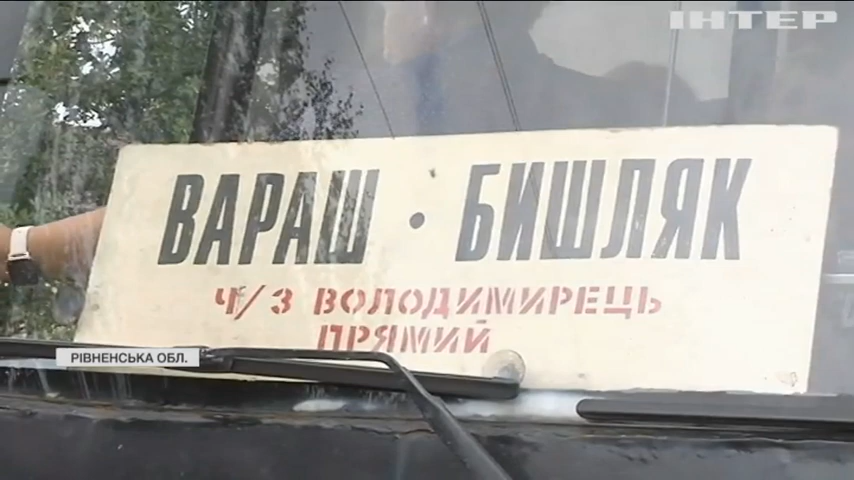 ІНТЕР
ВАРАШ · БИШЛЯК
Ч/З ВОЛОДИМИРЕЦЬ
ПРЯМИЙ
РІВНЕНСЬКА ОБЛ.